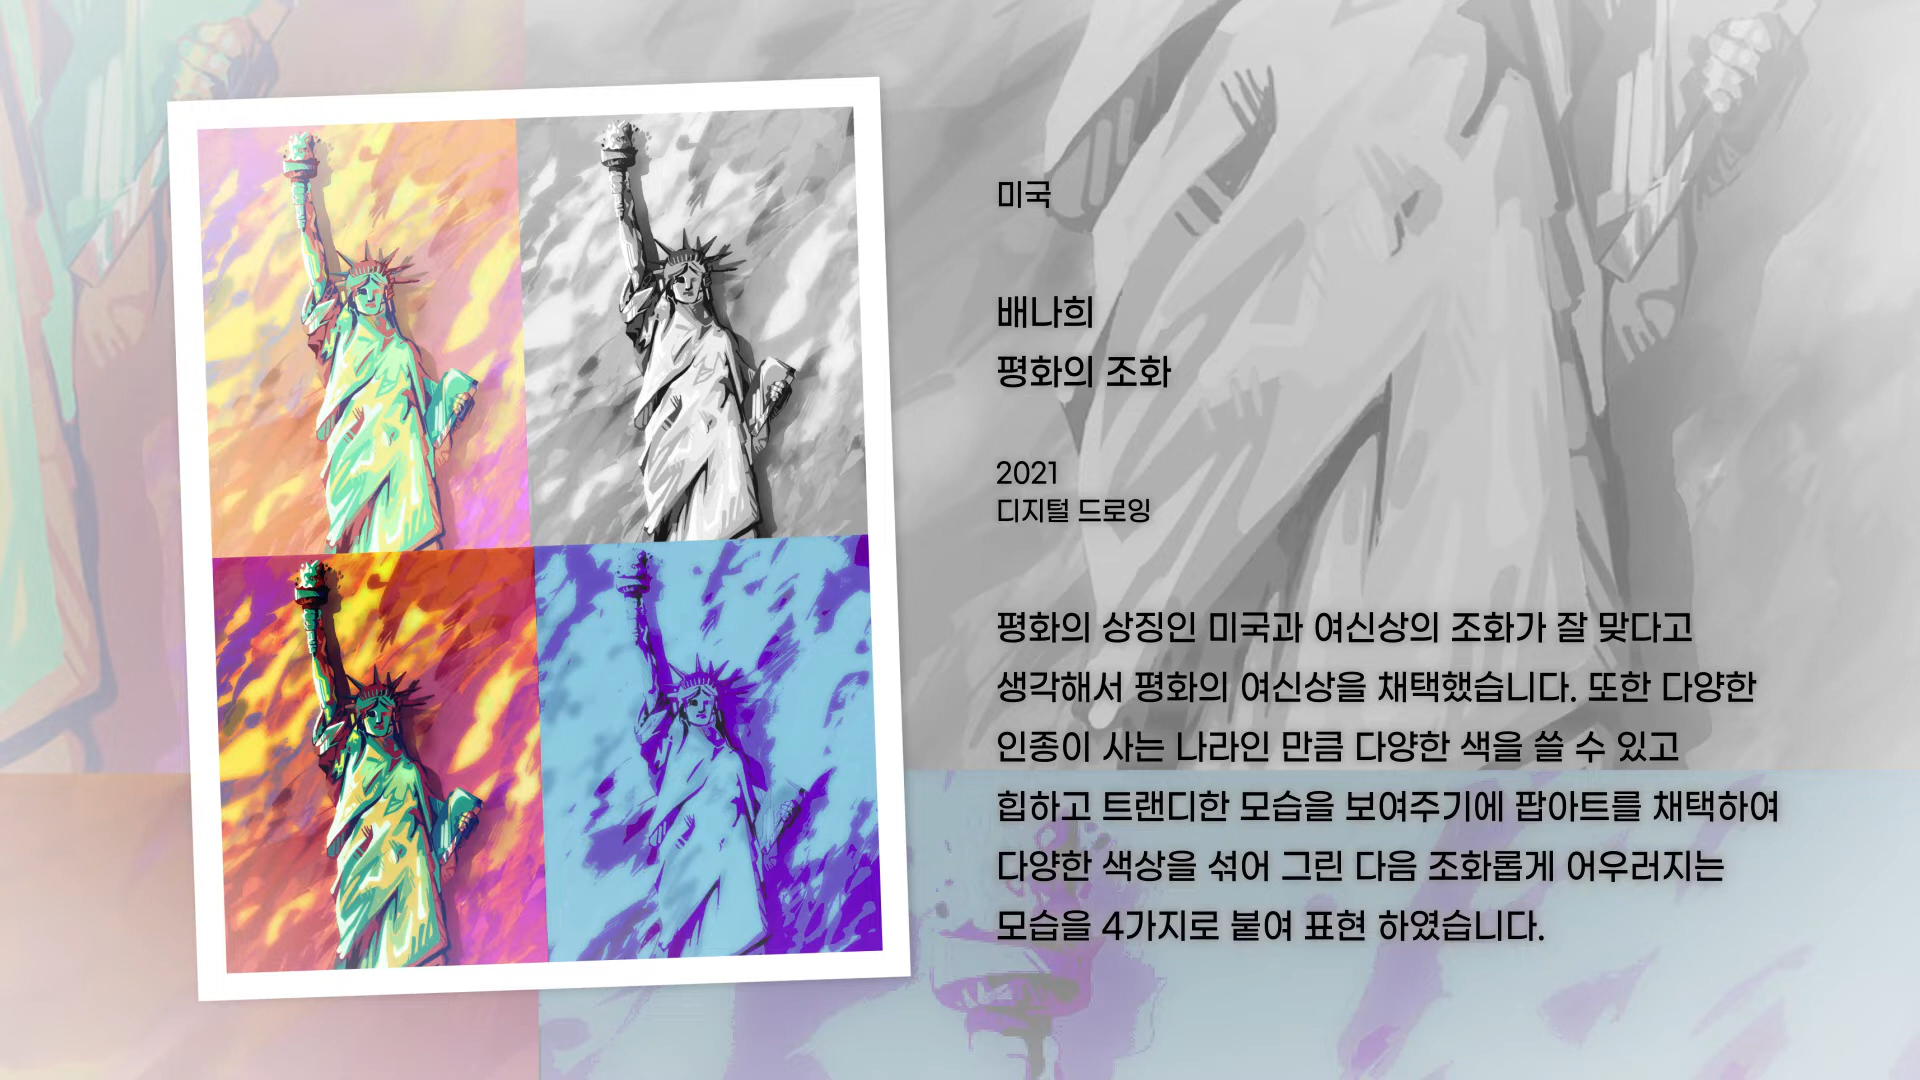 미국
배나희
평화의 조화
2021
디지털 드로잉
평화의 상징인 미국과 여신상의 조화가 잘 맞다고
생각해서 평화의 여신상을 채택했습니다. 또한 다양한
인종이 사는 나라인 만큼 다양한 색을 쓸 수 있고
힙하고 트랜디한 모습을 보여주기에 팝아트를 채택하여
다양한 색상을 섞어 그린 다음 조화롭게 어우러지는
모습을 4가지로 붙여 표현 하였습니다.